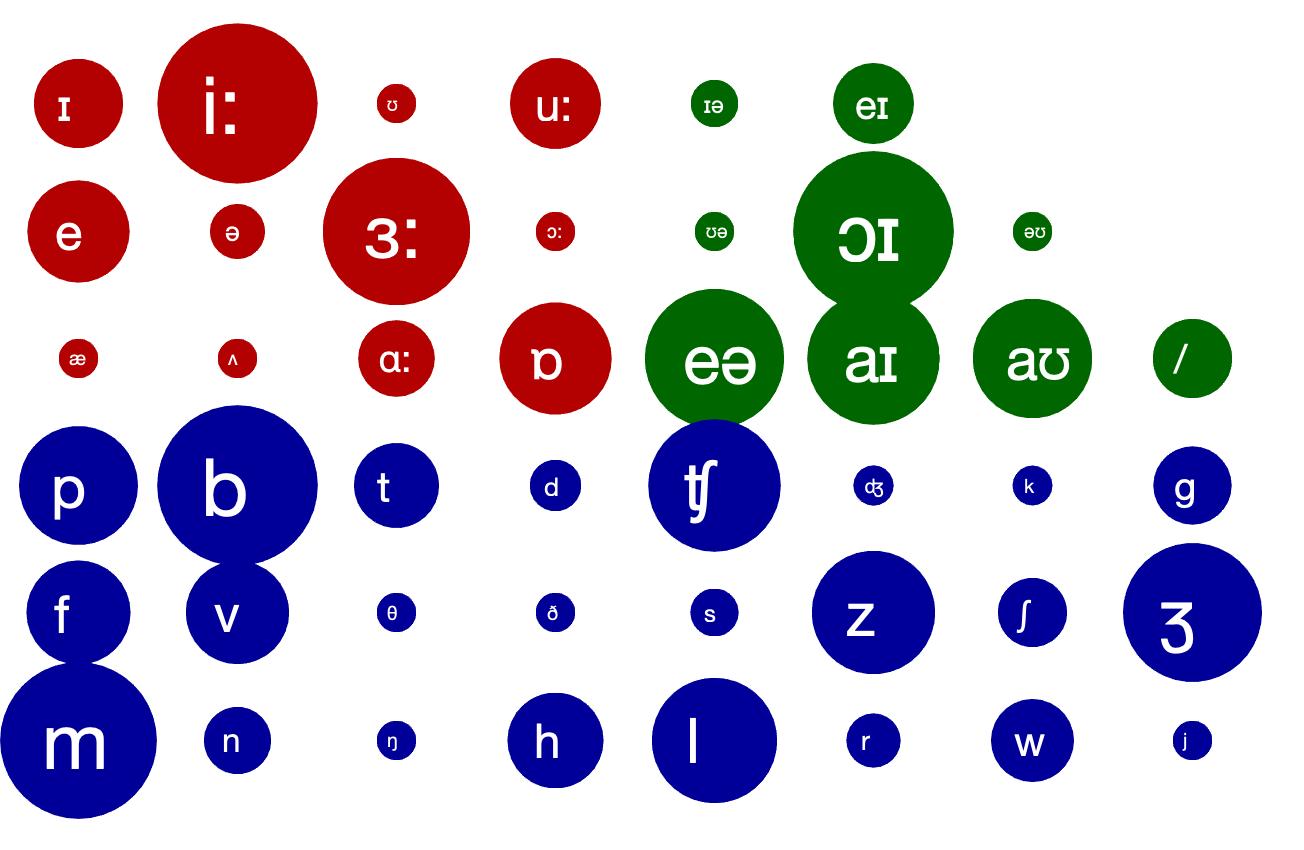 ɪ i: ʊ u: ɪə eɪ
e ə ɜ: ɔ: ʊə ɔɪ əʊ
æ ʌ ɑ: ɒ eə aɪ aʊ /
p b t d ʧ ʤ k g
f v θ ð s z ʃ ʒ
m n ŋ h l r w j